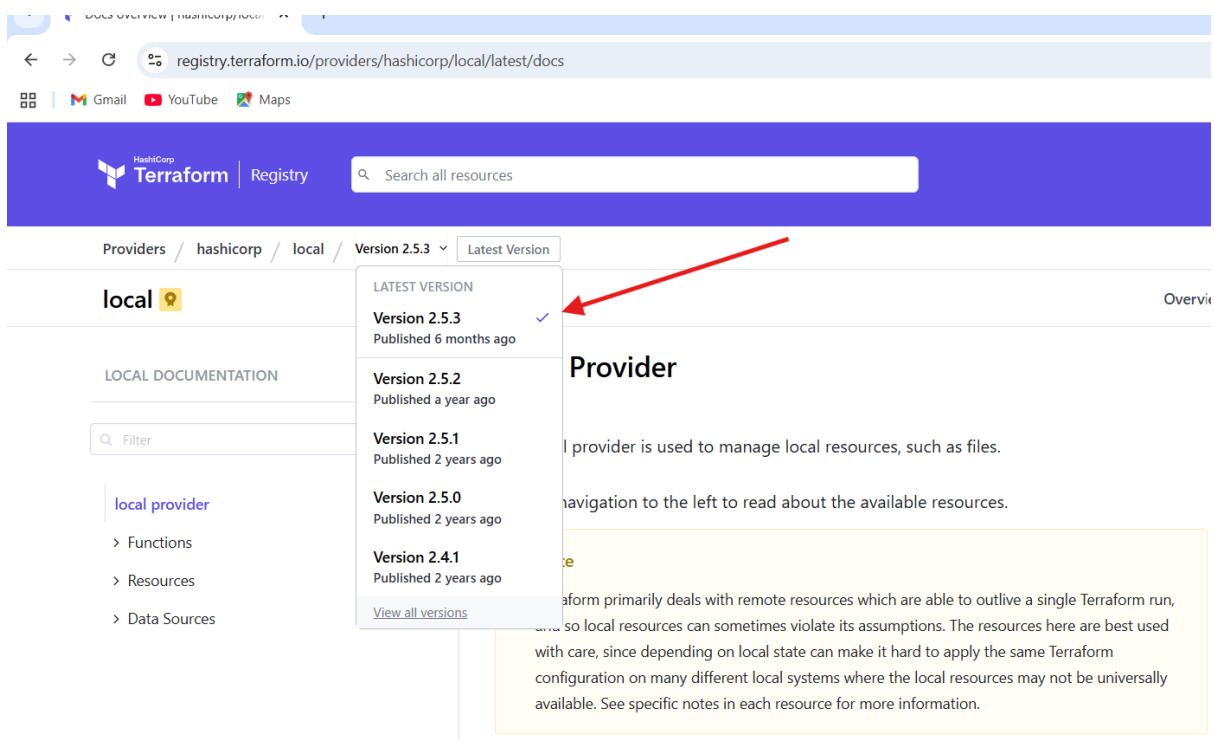 Docs overview | hashicorp/local
registry.terraform.io/providers/hashicorp/local/latest/docs
Gmail YouTube Maps
HashiCorp
Terraform Registry
Search all resources
Providers / hashicorp / local / Version 2.5.3 Latest Version
local
Overvie
LATEST VERSION
Version 2.5.3
Published 6 months ago
Version 2.5.2
Published a year ago
Version 2.5.1
Published 2 years ago
Version 2.5.0
Published 2 years ago
Version 2.4.1
Published 2 years ago
View all versions
LOCAL DOCUMENTATION
Filter
local provider
Functions
Resources
Data Sources
Provider
l provider is used to manage local resources, such as files.
navigation to the left to read about the available resources.
te
aform primarily deals with remote resources which are able to outlive a single Terraform run,
and so local resources can sometimes violate its assumptions. The resources here are best used
with care, since depending on local state can make it hard to apply the same Terraform
configuration on many different local systems where the local resources may not be universally
available. See specific notes in each resource for more information.